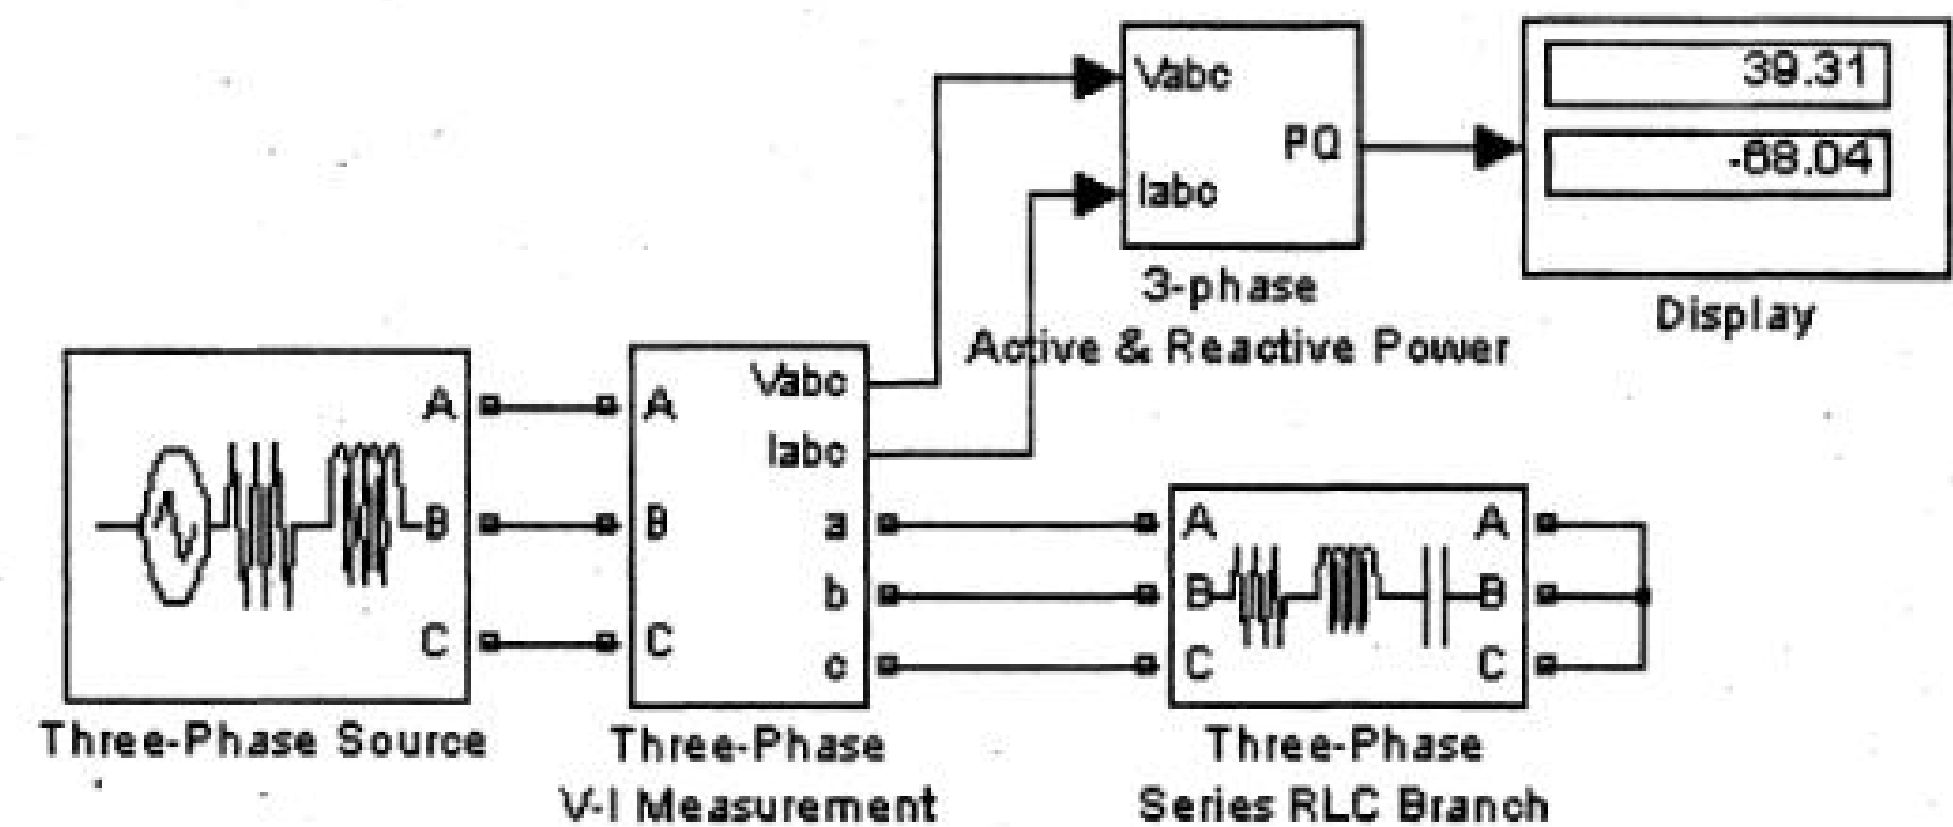 Vabc
Iabc
PQ
3-phase
Active & Reactive Power
39.31
-68.04
Display
A
B
C
Three-Phase Source
A
B
C
Vabc
Iabc
a
b
c
Three-Phase
V-I Measurement
A
B
C
A
B
C
Three-Phase
Series RLC Branch